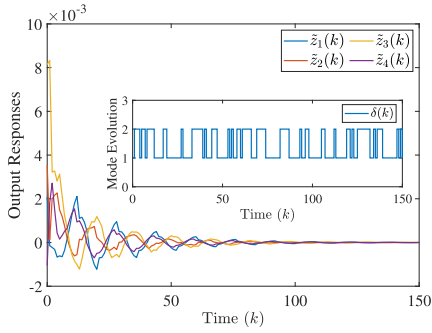 ×10⁻³
10
8
6
4
2
0
-2
Output Responses
z̃₁(k) z̃₃(k)
z̃₂(k) z̃₄(k)
3
2
1
0
Mode Evolution
δ(k)
0 50 100 150
Time (k)
0 50 100 150
Time (k)